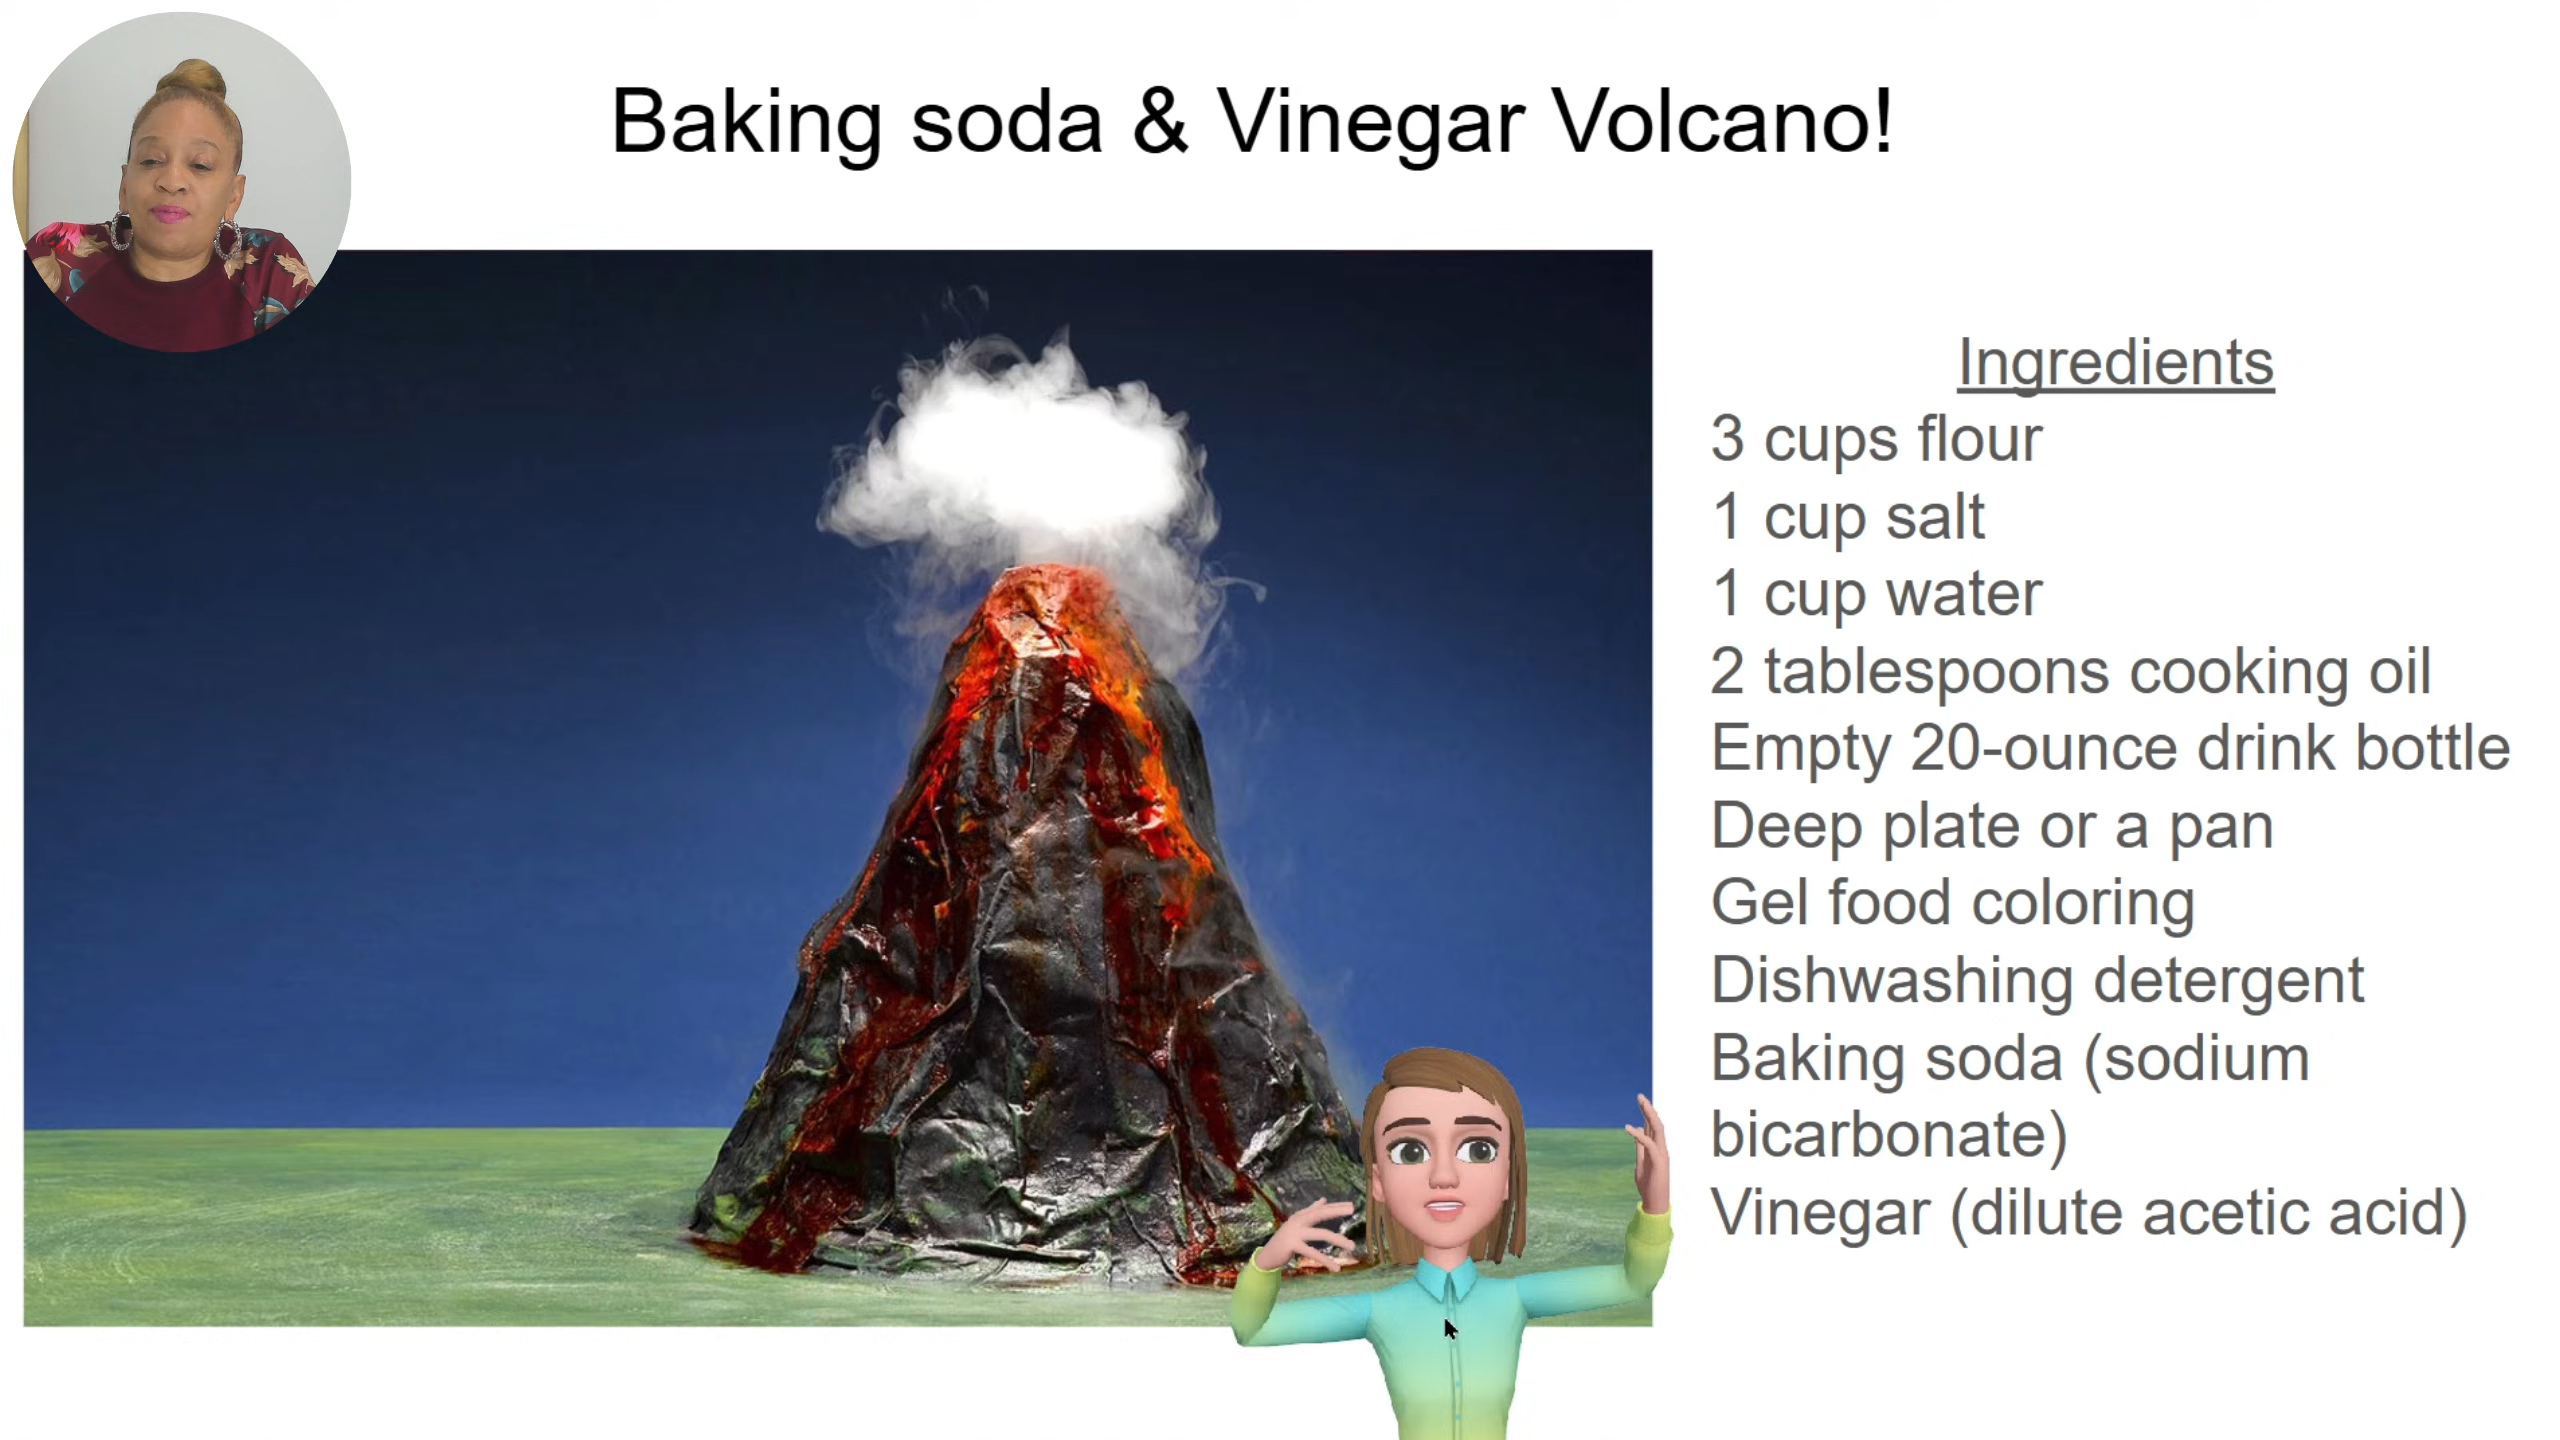 Baking soda & Vinegar Volcano!
Ingredients
3 cups flour
1 cup salt
1 cup water
2 tablespoons cooking oil
Empty 20-ounce drink bottle
Deep plate or a pan
Gel food coloring
Dishwashing detergent
Baking soda (sodium
bicarbonate)
Vinegar (dilute acetic acid)